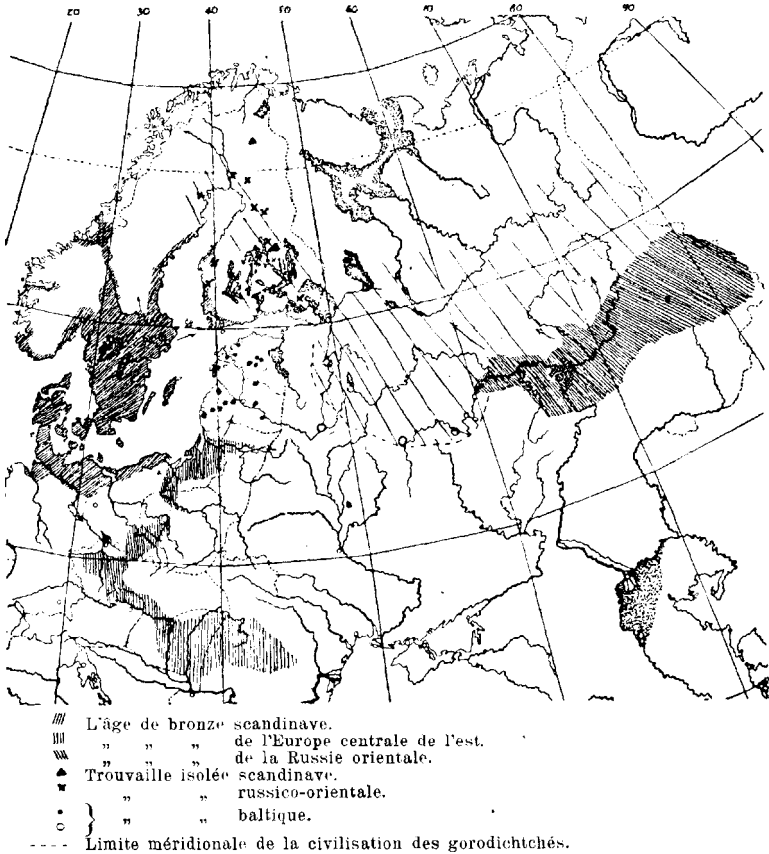 20 30 40 50 60 70 80 90
L'âge de bronze scandinave.
„ „ „ de l'Europe centrale de l'est.
„ „ „ de la Russie orientale.
Trouvaille isolée scandinave.
„ „ russico-orientale.
„ „ baltique.
Limite méridionale de la civilisation des gorodichtchés.